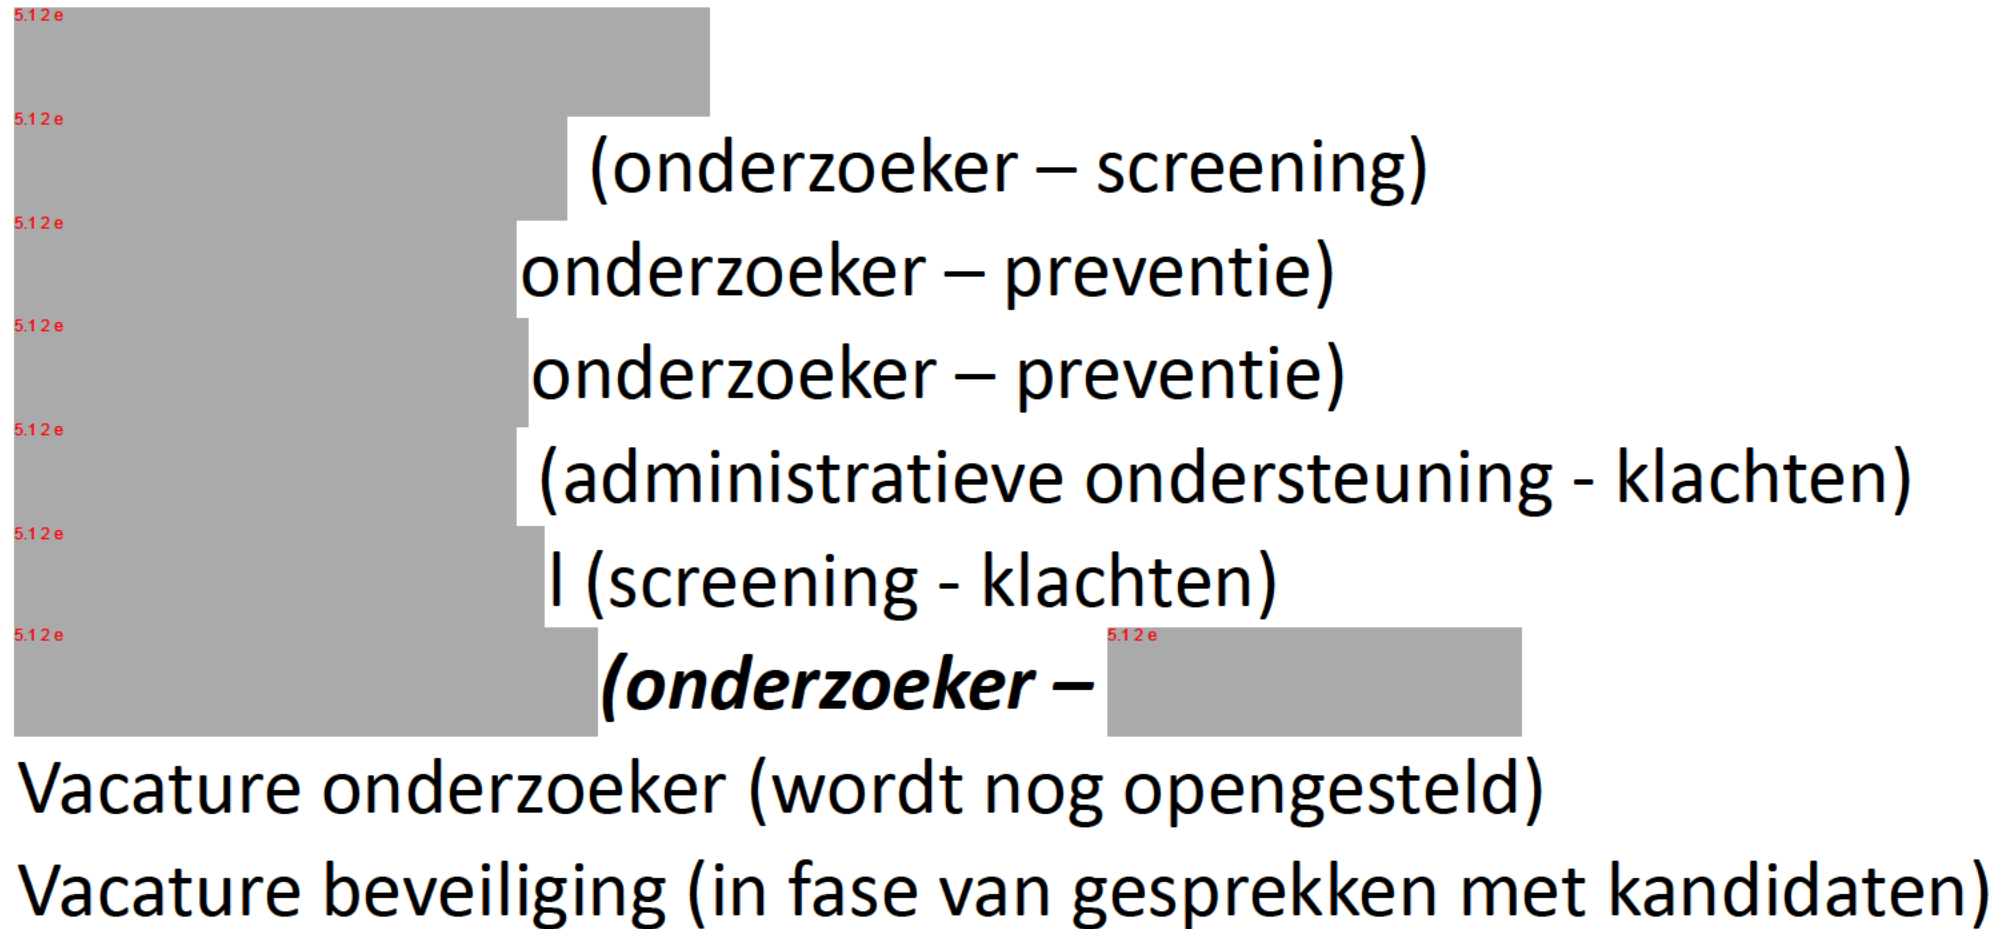 5.1 2 e
5.1 2 e (onderzoeker – screening)
5.1 2 e onderzoeker – preventie)
5.1 2 e onderzoeker – preventie)
5.1 2 e (administratieve ondersteuning - klachten)
5.1 2 e l (screening - klachten)
5.1 2 e (onderzoeker – 5.1 2 e
Vacature onderzoeker (wordt nog opengesteld)
Vacature beveiliging (in fase van gesprekken met kandidaten)